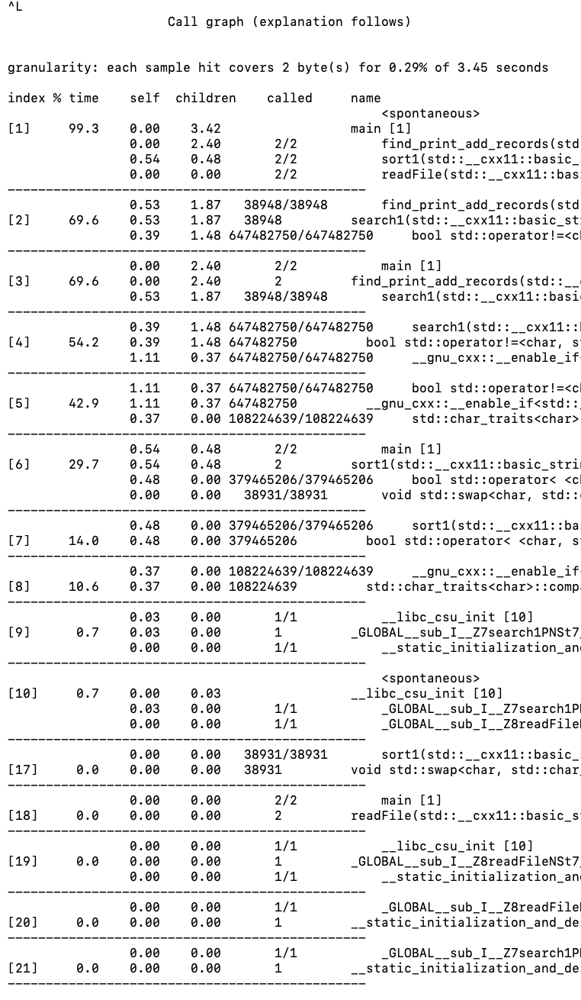 ^L
Call graph (explanation follows)
granularity: each sample hit covers 2 byte(s) for 0.29% of 3.45 seconds
index % time    self  children    called     name
<spontaneous>
[1]     99.3    0.00    3.42                 main [1]
0.00    2.40       2/2           find_print_add_records(std
0.54    0.48       2/2           sort1(std::__cxx11::basic_
0.00    0.00       2/2           readFile(std::__cxx11::bas
-----------------------------------------------
0.53    1.87   38948/38948       find_print_add_records(std
[2]     69.6    0.53    1.87   38948         search1(std::__cxx11::basic_st
0.39    1.48 647482750/647482750     bool std::operator!=<c
-----------------------------------------------
0.00    2.40       2/2           main [1]
[3]     69.6    0.00    2.40       2         find_print_add_records(std::__
0.53    1.87   38948/38948       search1(std::__cxx11::basi
-----------------------------------------------
0.39    1.48 647482750/647482750     search1(std::__cxx11::
[4]     54.2    0.39    1.48 647482750         bool std::operator!=<char, s
1.11    0.37 647482750/647482750     __gnu_cxx::__enable_if
-----------------------------------------------
1.11    0.37 647482750/647482750     bool std::operator!=<c
[5]     42.9    1.11    0.37 647482750         __gnu_cxx::__enable_if<std::_
0.37    0.00 108224639/108224639     std::char_traits<char>
-----------------------------------------------
0.54    0.48       2/2           main [1]
[6]     29.7    0.54    0.48       2         sort1(std::__cxx11::basic_stri
0.48    0.00 379465206/379465206     bool std::operator< <c
0.00    0.00   38931/38931       void std::swap<char, std::
-----------------------------------------------
0.48    0.00 379465206/379465206     sort1(std::__cxx11::ba
[7]     14.0    0.48    0.00 379465206         bool std::operator< <char, s
-----------------------------------------------
0.37    0.00 108224639/108224639     __gnu_cxx::__enable_if
[8]     10.6    0.37    0.00 108224639         std::char_traits<char>::comp
-----------------------------------------------
0.03    0.00       1/1           __libc_csu_init [10]
[9]      0.7    0.03    0.00       1         _GLOBAL__sub_I__Z7search1PNSt7_
0.00    0.00       1/1           __static_initialization_an
-----------------------------------------------
<spontaneous>
[10]     0.7    0.00    0.03                 __libc_csu_init [10]
0.03    0.00       1/1           _GLOBAL__sub_I__Z7search1P
0.00    0.00       1/1           _GLOBAL__sub_I__Z8readFile
-----------------------------------------------
0.00    0.00   38931/38931       sort1(std::__cxx11::basic_
[17]     0.0    0.00    0.00   38931         void std::swap<char, std::char_
-----------------------------------------------
0.00    0.00       2/2           main [1]
[18]     0.0    0.00    0.00       2         readFile(std::__cxx11::basic_s
-----------------------------------------------
0.00    0.00       1/1           __libc_csu_init [10]
[19]     0.0    0.00    0.00       1         _GLOBAL__sub_I__Z8readFileNSt7_
0.00    0.00       1/1           __static_initialization_an
-----------------------------------------------
0.00    0.00       1/1           _GLOBAL__sub_I__Z8readFile
[20]     0.0    0.00    0.00       1         __static_initialization_and_de
-----------------------------------------------
0.00    0.00       1/1           _GLOBAL__sub_I__Z7search1P
[21]     0.0    0.00    0.00       1         __static_initialization_and_de
-----------------------------------------------